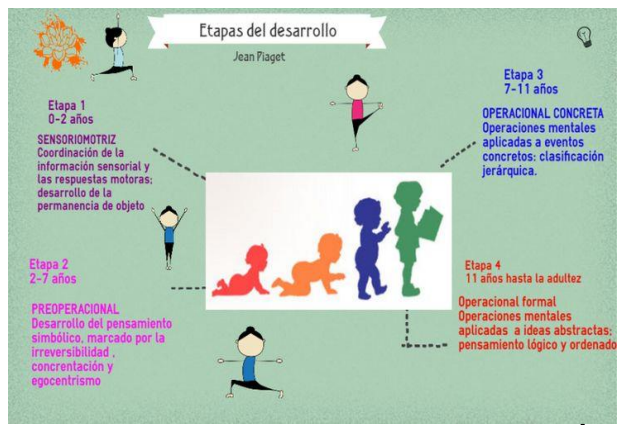 Etapas del desarrollo
Jean Piaget
Etapa 1
0-2 años
SENSORIOMOTRIZ
Coordinación de la
información sensorial y
las respuestas motoras;
desarrollo de la
permanencia de objeto
Etapa 2
2-7 años
PREOPERACIONAL
Desarrollo del pensamiento
simbólico, marcado por la
irreversibilidad ,
concrentación y
egocentrismo
Etapa 3
7-11 años
OPERACIONAL CONCRETA
Operaciones mentales
aplicadas a eventos
concretos; clasificación
jerárquica.
Etapa 4
11 años hasta la adultez
Operacional formal
Operaciones mentales
aplicadas a ideas abstractas;
pensamiento lógico y ordenado